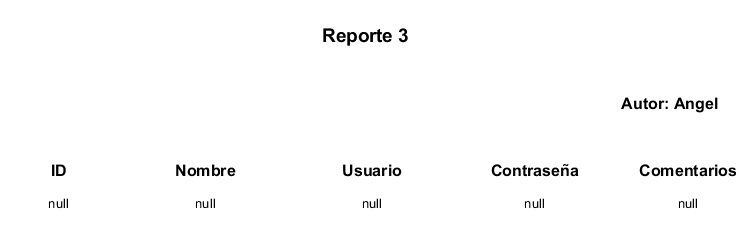 Reporte 3
Autor: Angel
ID Nombre Usuario Contraseña Comentarios
null null null null null